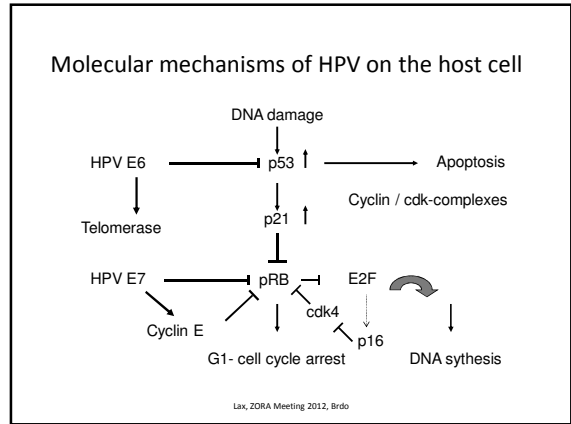 Molecular mechanisms of HPV on the host cell
DNA damage
HPV E6 p53 Apoptosis
Cyclin / cdk-complexes
p21
Telomerase
HPV E7 pRB E2F
cdk4
Cyclin E p16
G1- cell cycle arrest DNA sythesis
Lax, ZORA Meeting 2012, Brdo